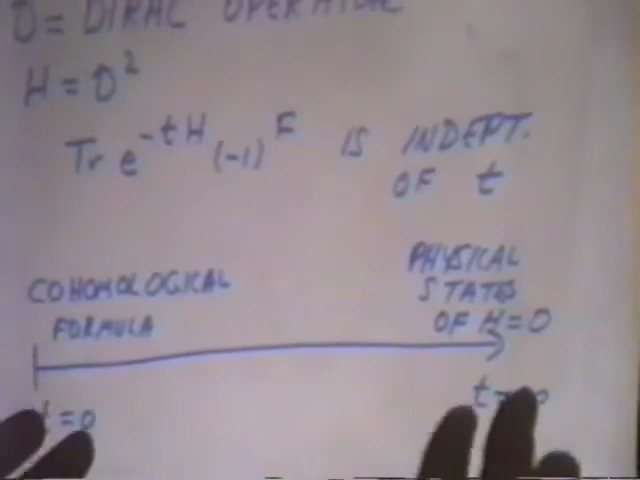 D = DIRAC OPERATOR
H = D²
Tr e^{-tH} (-1)^F IS INDEPT.
OF t
COHOMOLOGICAL
FORMULA
PHYSICAL
STATES
OF H=0
t=0